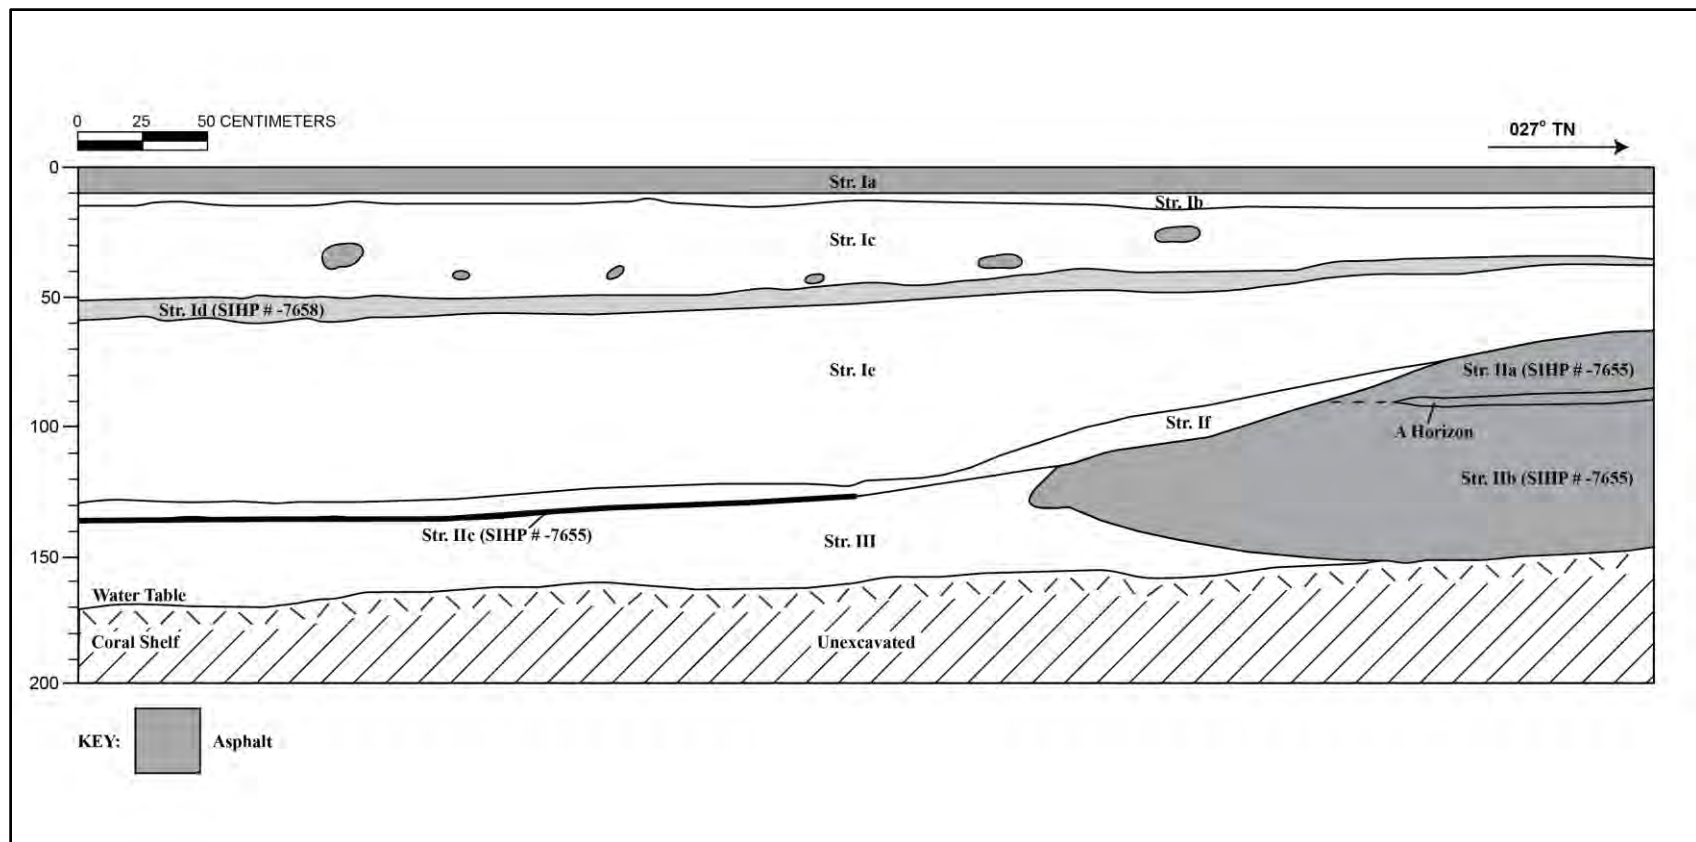 0 25 50 CENTIMETERS
027° TN
0
Str. Ia
Str. Ib
Str. Ic
50
Str. Id (SIHP # -7658)
Str. Ie
Str. IIa (SIHP # -7655)
100
Str. If
A Horizon
Str. IIb (SIHP # -7655)
Str. IIc (SIHP # -7655)
Str. III
150
Water Table
Coral Shelf
Unexcavated
200
KEY:
Asphalt